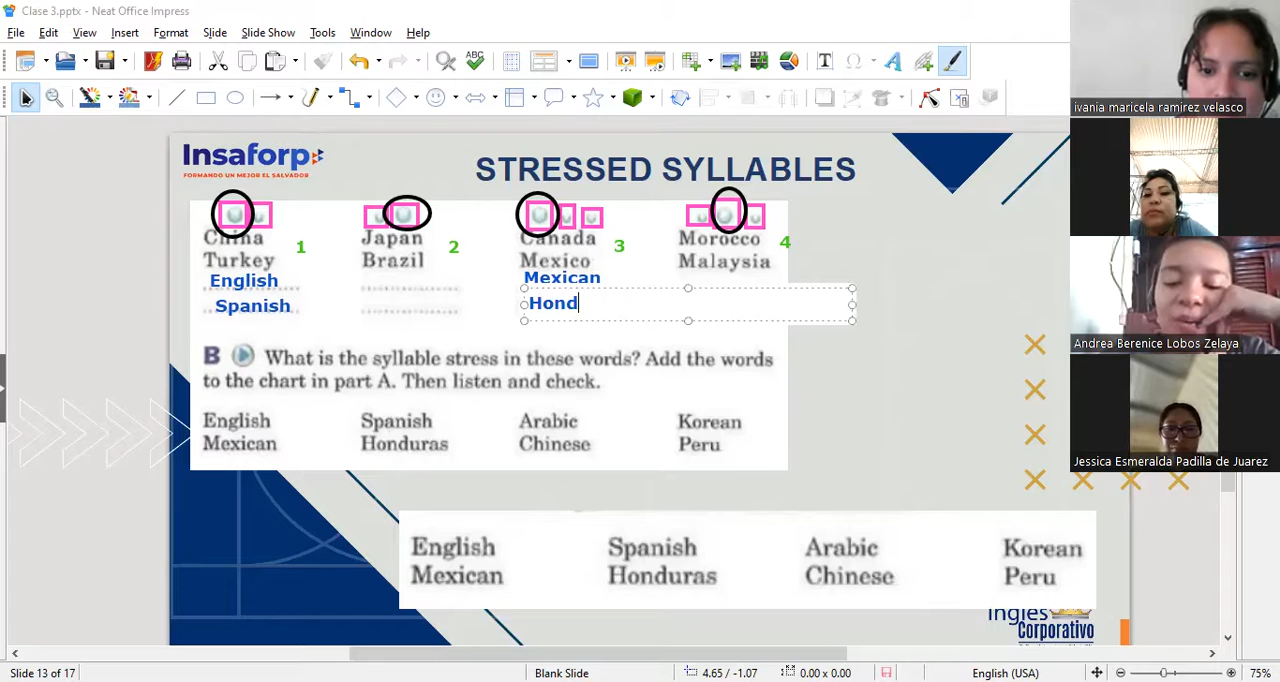 Clase 3.pptx - Neat Office Impress
File Edit View Insert Format Slide Slide Show Tools Window Help
ivania maricela ramirez velasco
Insaforp
FORMANDO UN MEJOR EL SALVADOR
STRESSED SYLLABLES
China Japan Canada Morocco
1 2 3 4
Turkey Brazil Mexico Malaysia
English Mexican
Spanish Hond
B What is the syllable stress in these words? Add the words
to the chart in part A. Then listen and check.
English Spanish Arabic Korean
Mexican Honduras Chinese Peru
Andrea Berenice Lobos Zelaya
Jessica Esmeralda Padilla de Juarez
English Spanish Arabic Korean
Mexican Honduras Chinese Peru
Inglés
Corporativo
Slide 13 of 17 Blank Slide 4.65 / -1.07 0.00 x 0.00 English (USA) 75%